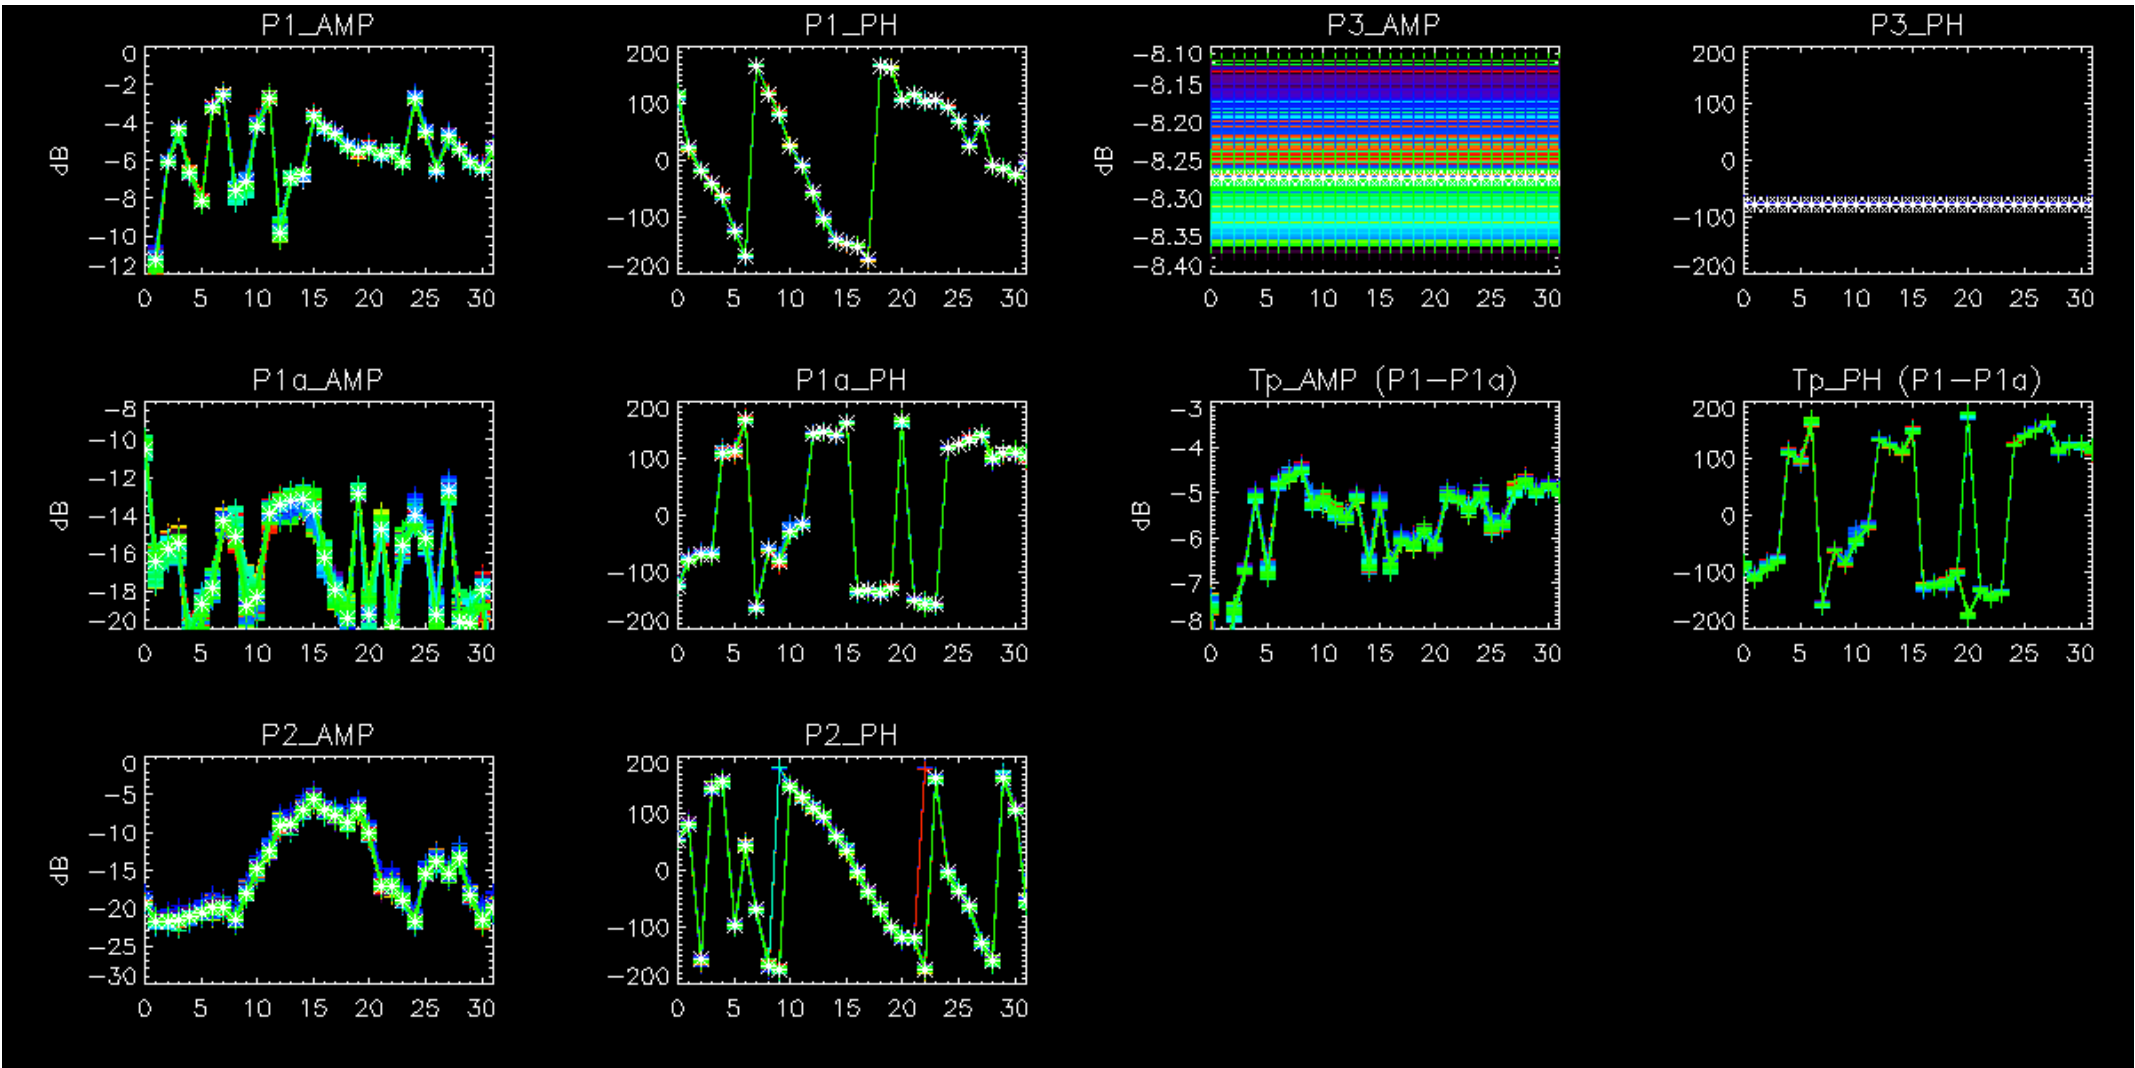 P1_AMP
0
−2
−4
−6
−8
−10
−12
dB
0 5 10 15 20 25 30
P1_PH
200
100
0
−100
−200
0 5 10 15 20 25 30
P3_AMP
−8.10
−8.15
−8.20
−8.25
−8.30
−8.35
−8.40
dB
0 5 10 15 20 25 30
P3_PH
200
100
0
−100
−200
0 5 10 15 20 25 30
P1a_AMP
−8
−10
−12
−14
−16
−18
−20
dB
0 5 10 15 20 25 30
P1a_PH
200
100
0
−100
−200
0 5 10 15 20 25 30
Tp_AMP (P1−P1a)
−3
−4
−5
−6
−7
−8
dB
0 5 10 15 20 25 30
Tp_PH (P1−P1a)
200
100
0
−100
−200
0 5 10 15 20 25 30
P2_AMP
0
−5
−10
−15
−20
−25
−30
dB
0 5 10 15 20 25 30
P2_PH
200
100
0
−100
−200
0 5 10 15 20 25 30